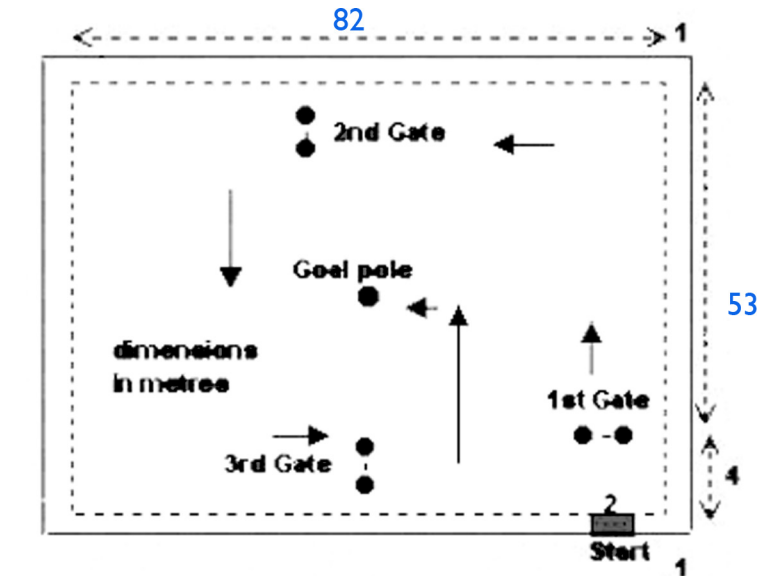 82
1
2nd Gate
Goal pole
53
dimensions
in metres
1st Gate
3rd Gate
4
2
Start
1